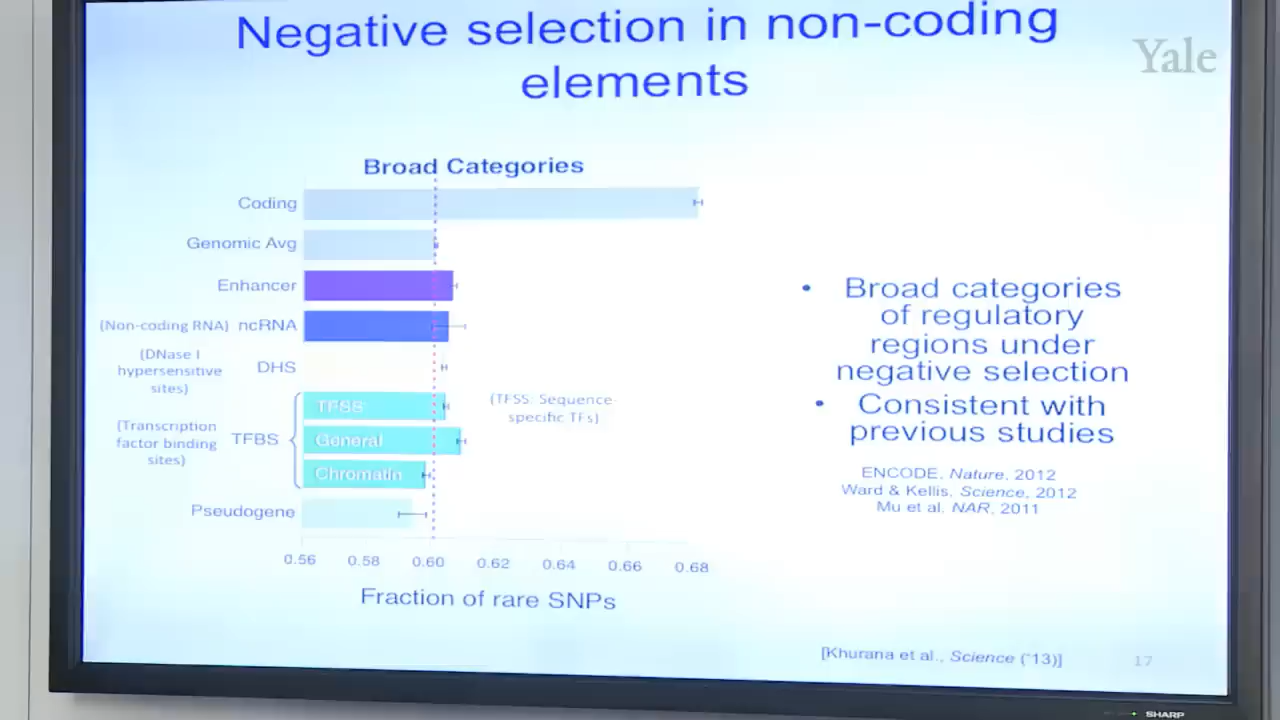 Negative selection in non-coding
elements
Yale
Broad Categories
Coding
Genomic Avg
Enhancer
(Non-coding RNA) ncRNA
(DNase I
hypersensitive
sites)
DHS
(Transcription
factor binding
sites)
TFBS
TFSS
General
Chromatin
(TFSS: Sequence-
specific TFs)
Pseudogene
0.56 0.58 0.60 0.62 0.64 0.66 0.68
Fraction of rare SNPs
• Broad categories
of regulatory
regions under
negative selection
• Consistent with
previous studies
ENCODE, Nature, 2012
Ward & Kellis, Science, 2012
Mu et al. NAR, 2011
[Khurana et al., Science ('13)]
17
SHARP